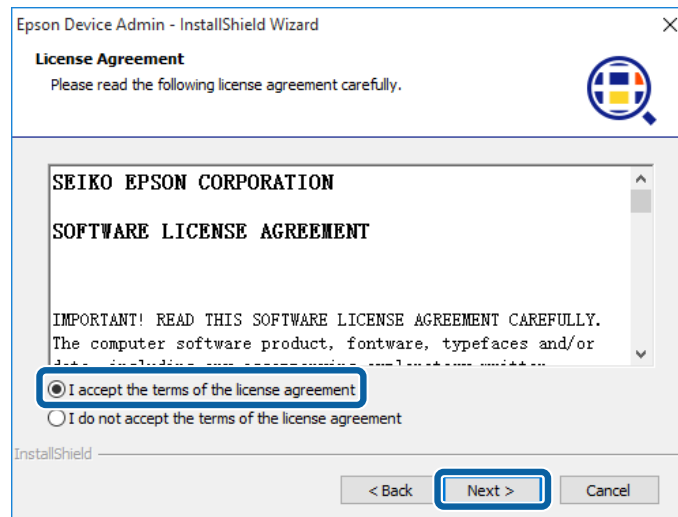 Epson Device Admin - InstallShield Wizard
License Agreement
Please read the following license agreement carefully.
SEIKO EPSON CORPORATION
SOFTWARE LICENSE AGREEMENT
IMPORTANT! READ THIS SOFTWARE LICENSE AGREEMENT CAREFULLY.
The computer software product, fontware, typefaces and/or
I accept the terms of the license agreement
I do not accept the terms of the license agreement
InstallShield
< Back
Next >
Cancel